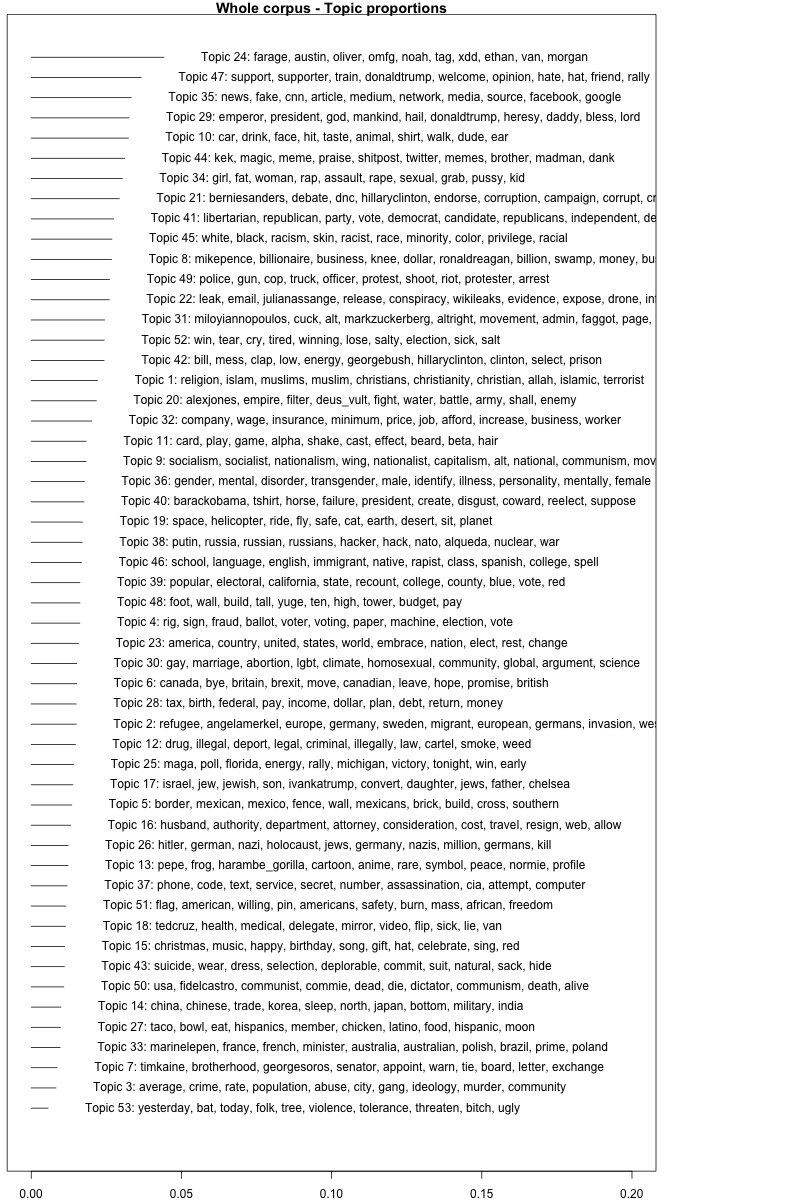 Whole corpus - Topic proportions
Topic 24: farage, austin, oliver, omfg, noah, tag, xdd, ethan, van, morgan
Topic 47: support, supporter, train, donaldtrump, welcome, opinion, hate, hat, friend, rally
Topic 35: news, fake, cnn, article, medium, network, media, source, facebook, google
Topic 29: emperor, president, god, mankind, hail, donaldtrump, heresy, daddy, bless, lord
Topic 10: car, drink, face, hit, taste, animal, shirt, walk, dude, ear
Topic 44: kek, magic, meme, praise, shitpost, twitter, memes, brother, madman, dank
Topic 34: girl, fat, woman, rap, assault, rape, sexual, grab, pussy, kid
Topic 21: berniesanders, debate, dnc, hillaryclinton, endorse, corruption, campaign, corrupt, cr
Topic 41: libertarian, republican, party, vote, democrat, candidate, republicans, independent, de
Topic 45: white, black, racism, skin, racist, race, minority, color, privilege, racial
Topic 8: mikepence, billionaire, business, knee, dollar, ronaldreagan, billion, swamp, money, bu
Topic 49: police, gun, cop, truck, officer, protest, shoot, riot, protester, arrest
Topic 22: leak, email, julianassange, release, conspiracy, wikileaks, evidence, expose, drone, in
Topic 31: miloyiannopoulos, cuck, alt, markzuckerberg, altright, movement, admin, faggot, page,
Topic 52: win, tear, cry, tired, winning, lose, salty, election, sick, salt
Topic 42: bill, mess, clap, low, energy, georgebush, hillaryclinton, clinton, select, prison
Topic 1: religion, islam, muslims, muslim, christians, christianity, christian, allah, islamic, terrorist
Topic 20: alexjones, empire, filter, deus_vult, fight, water, battle, army, shall, enemy
Topic 32: company, wage, insurance, minimum, price, job, afford, increase, business, worker
Topic 11: card, play, game, alpha, shake, cast, effect, beard, beta, hair
Topic 9: socialism, socialist, nationalism, wing, nationalist, capitalism, alt, national, communism, mov
Topic 36: gender, mental, disorder, transgender, male, identify, illness, personality, mentally, female
Topic 40: barackobama, tshirt, horse, failure, president, create, disgust, coward, reelect, suppose
Topic 19: space, helicopter, ride, fly, safe, cat, earth, desert, sit, planet
Topic 38: putin, russia, russian, russians, hacker, hack, nato, alqueda, nuclear, war
Topic 46: school, language, english, immigrant, native, rapist, class, spanish, college, spell
Topic 39: popular, electoral, california, state, recount, college, county, blue, vote, red
Topic 48: foot, wall, build, tall, yuge, ten, high, tower, budget, pay
Topic 4: rig, sign, fraud, ballot, voter, voting, paper, machine, election, vote
Topic 23: america, country, united, states, world, embrace, nation, elect, rest, change
Topic 30: gay, marriage, abortion, lgbt, climate, homosexual, community, global, argument, science
Topic 6: canada, bye, britain, brexit, move, canadian, leave, hope, promise, british
Topic 28: tax, birth, federal, pay, income, dollar, plan, debt, return, money
Topic 2: refugee, angelamerkel, europe, germany, sweden, migrant, european, germans, invasion, wes
Topic 12: drug, illegal, deport, legal, criminal, illegally, law, cartel, smoke, weed
Topic 25: maga, poll, florida, energy, rally, michigan, victory, tonight, win, early
Topic 17: israel, jew, jewish, son, ivankatrump, convert, daughter, jews, father, chelsea
Topic 5: border, mexican, mexico, fence, wall, mexicans, brick, build, cross, southern
Topic 16: husband, authority, department, attorney, consideration, cost, travel, resign, web, allow
Topic 26: hitler, german, nazi, holocaust, jews, germany, nazis, million, germans, kill
Topic 13: pepe, frog, harambe_gorilla, cartoon, anime, rare, symbol, peace, normie, profile
Topic 37: phone, code, text, service, secret, number, assassination, cia, attempt, computer
Topic 51: flag, american, willing, pin, americans, safety, burn, mass, african, freedom
Topic 18: tedcruz, health, medical, delegate, mirror, video, flip, sick, lie, van
Topic 15: christmas, music, happy, birthday, song, gift, hat, celebrate, sing, red
Topic 43: suicide, wear, dress, selection, deplorable, commit, suit, natural, sack, hide
Topic 50: usa, fidelcastro, communist, commie, dead, die, dictator, communism, death, alive
Topic 14: china, chinese, trade, korea, sleep, north, japan, bottom, military, india
Topic 27: taco, bowl, eat, hispanics, member, chicken, latino, food, hispanic, moon
Topic 33: marinelepen, france, french, minister, australia, australian, polish, brazil, prime, poland
Topic 7: timkaine, brotherhood, georgesoros, senator, appoint, warn, tie, board, letter, exchange
Topic 3: average, crime, rate, population, abuse, city, gang, ideology, murder, community
Topic 53: yesterday, bat, today, folk, tree, violence, tolerance, threaten, bitch, ugly
0.00 0.05 0.10 0.15 0.20